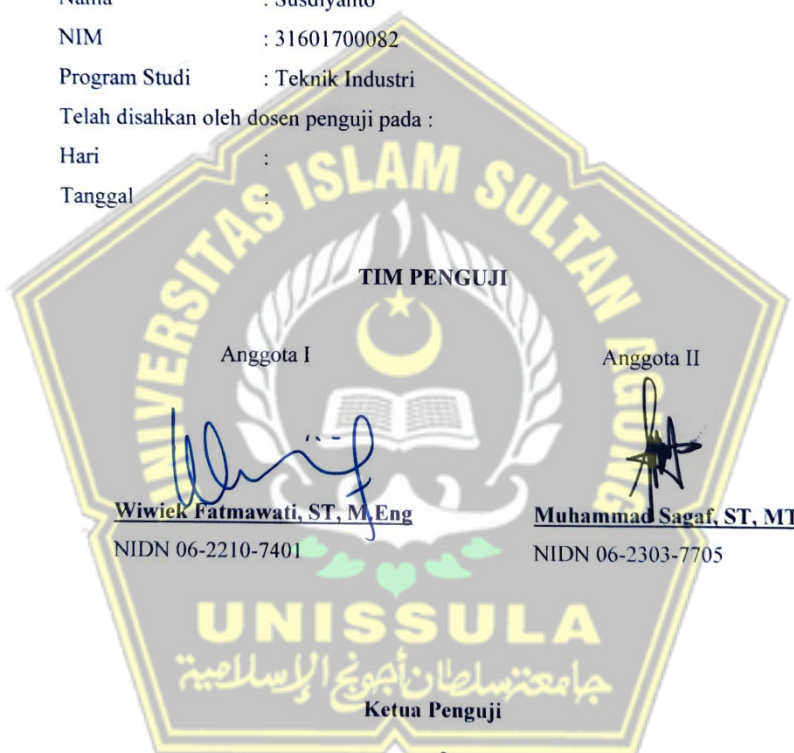 Nama : Susdiyanto
NIM : 31601700082
Program Studi : Teknik Industri
Telah disahkan oleh dosen penguji pada :
Hari :
Tanggal :
UNIVERSITAS ISLAM SULTAN AGUNG
TIM PENGUJI
Anggota I Anggota II
Wiwiek Fatmawati, ST, M.Eng Muhammad Sagaf, ST, MT
NIDN 06-2210-7401 NIDN 06-2303-7705
UNISSULA
جامعة سلطان أجونج الإسلامية
Ketua Penguji